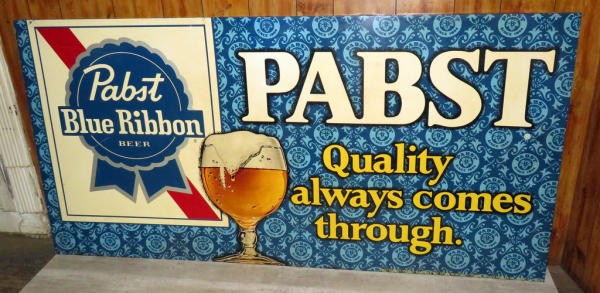 Pabst
Blue Ribbon
BEER
PABST
Quality
always comes
through.